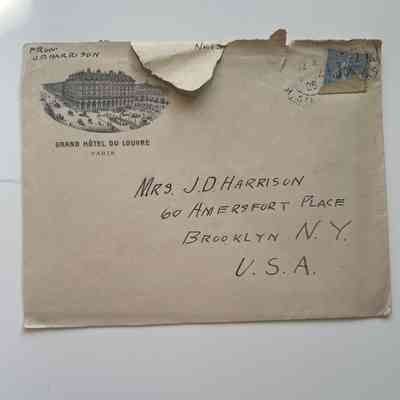 FROM
J.D. HARRISON
GRAND HÔTEL DU LOUVRE
PARIS
MRS. J.D HARRISON
60 AMERSFORT PLACE
BROOKLYN N.Y.
U.S.A.